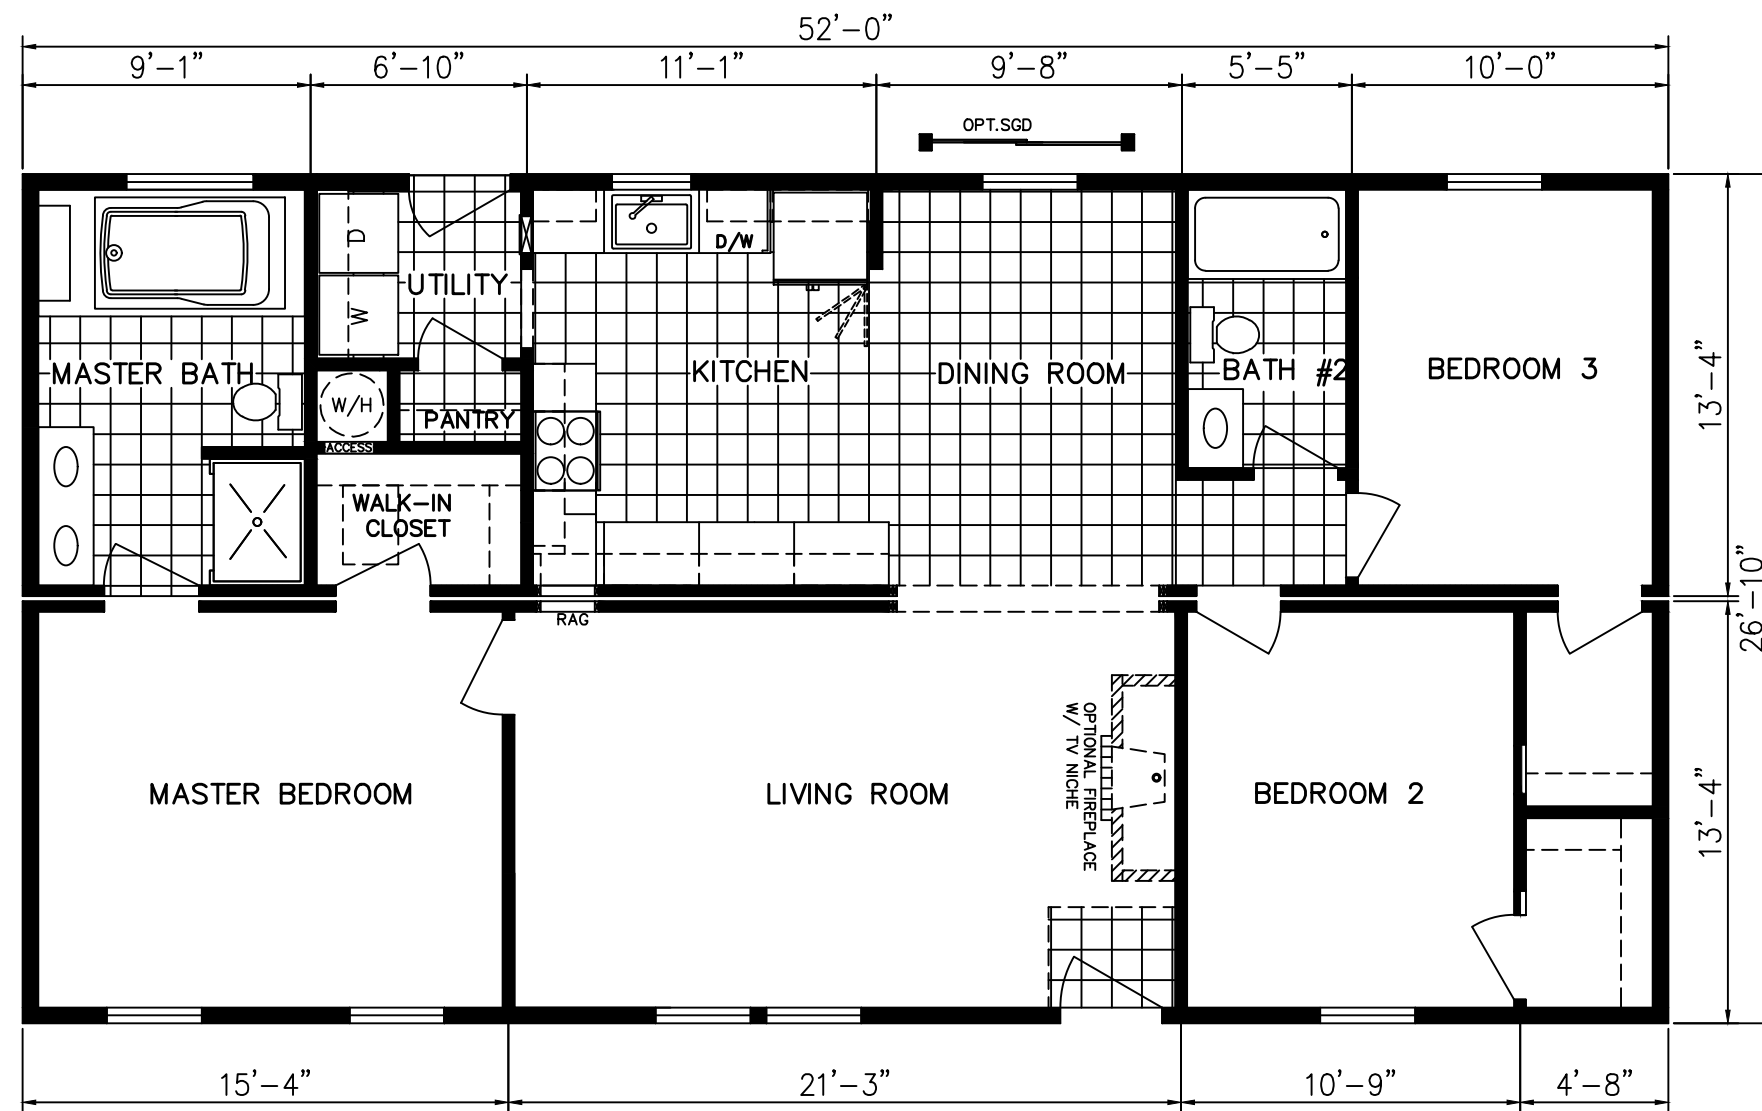 52'-0"
9'-1" 6'-10" 11'-1" 9'-8" 5'-5" 10'-0"
OPT.SGD
D
D/W
UTILITY
W
MASTER BATH
KITCHEN
DINING ROOM
BATH #2
BEDROOM 3
13'-4"
W/H
PANTRY
ACCESS
WALK-IN
CLOSET
26'-10"
RAG
OPTIONAL FIREPLACE
W/ TV NICHE
MASTER BEDROOM
LIVING ROOM
BEDROOM 2
13'-4"
15'-4" 21'-3" 10'-9" 4'-8"